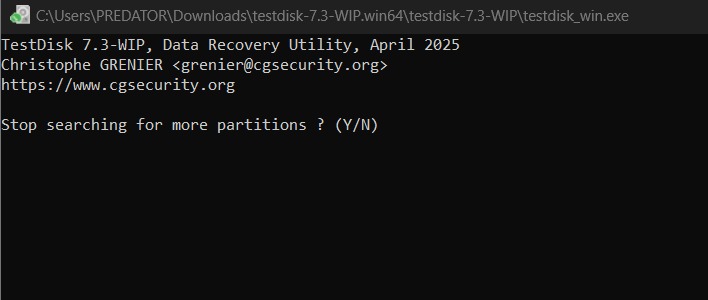 C:\Users\PREDATOR\Downloads\testdisk-7.3-WIP.win64\testdisk-7.3-WIP\testdisk_win.exe
TestDisk 7.3-WIP, Data Recovery Utility, April 2025
Christophe GRENIER <grenier@cgsecurity.org>
https://www.cgsecurity.org
Stop searching for more partitions ? (Y/N)